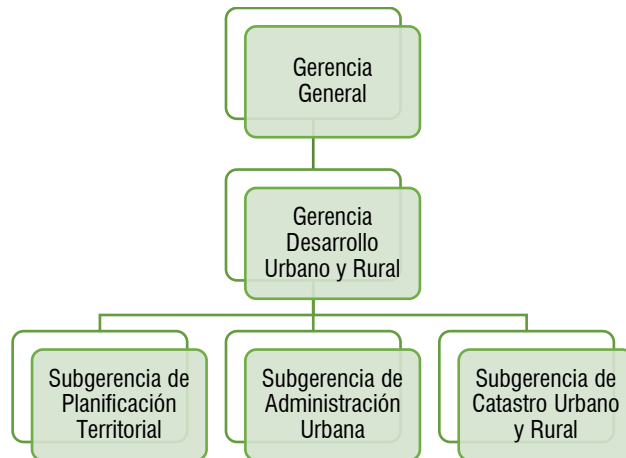 Gerencia
General
Gerencia
Desarrollo
Urbano y Rural
Subgerencia de
Planificación
Territorial
Subgerencia de
Administración
Urbana
Subgerencia de
Catastro Urbano
y Rural